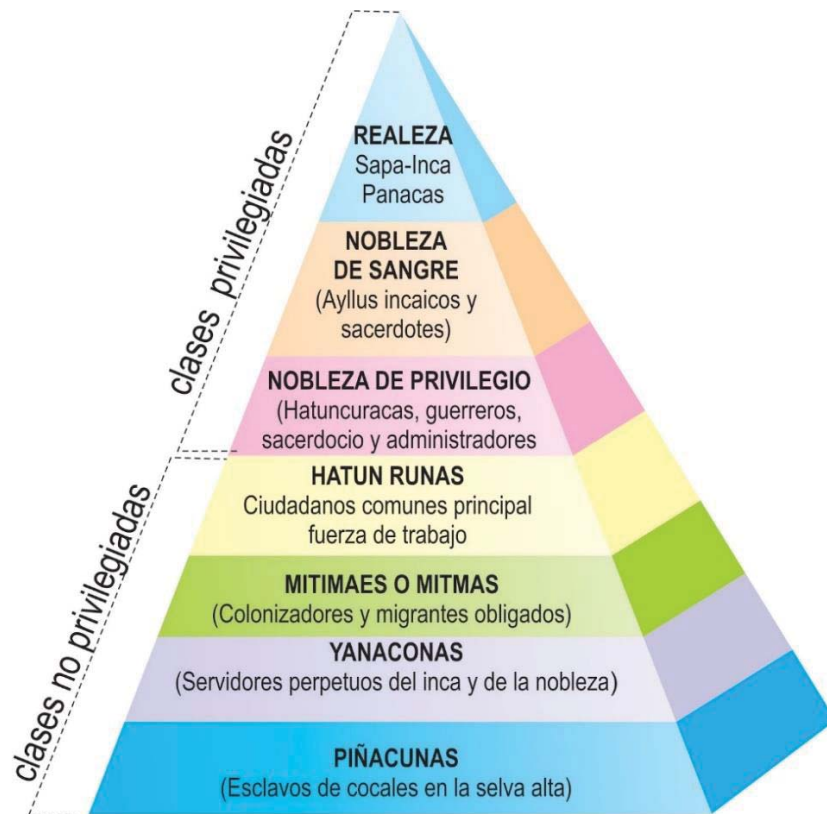 clases privilegiadas
REALEZA
Sapa-Inca
Panacas
NOBLEZA
DE SANGRE
(Ayllus incaicos y
sacerdotes)
NOBLEZA DE PRIVILEGIO
(Hatuncuracas, guerreros,
sacerdocio y administradores
clases no privilegiadas
HATUN RUNAS
Ciudadanos comunes principal
fuerza de trabajo
MITIMAES O MITMAS
(Colonizadores y migrantes obligados)
YANACONAS
(Servidores perpetuos del inca y de la nobleza)
PIÑACUNAS
(Esclavos de cocales en la selva alta)